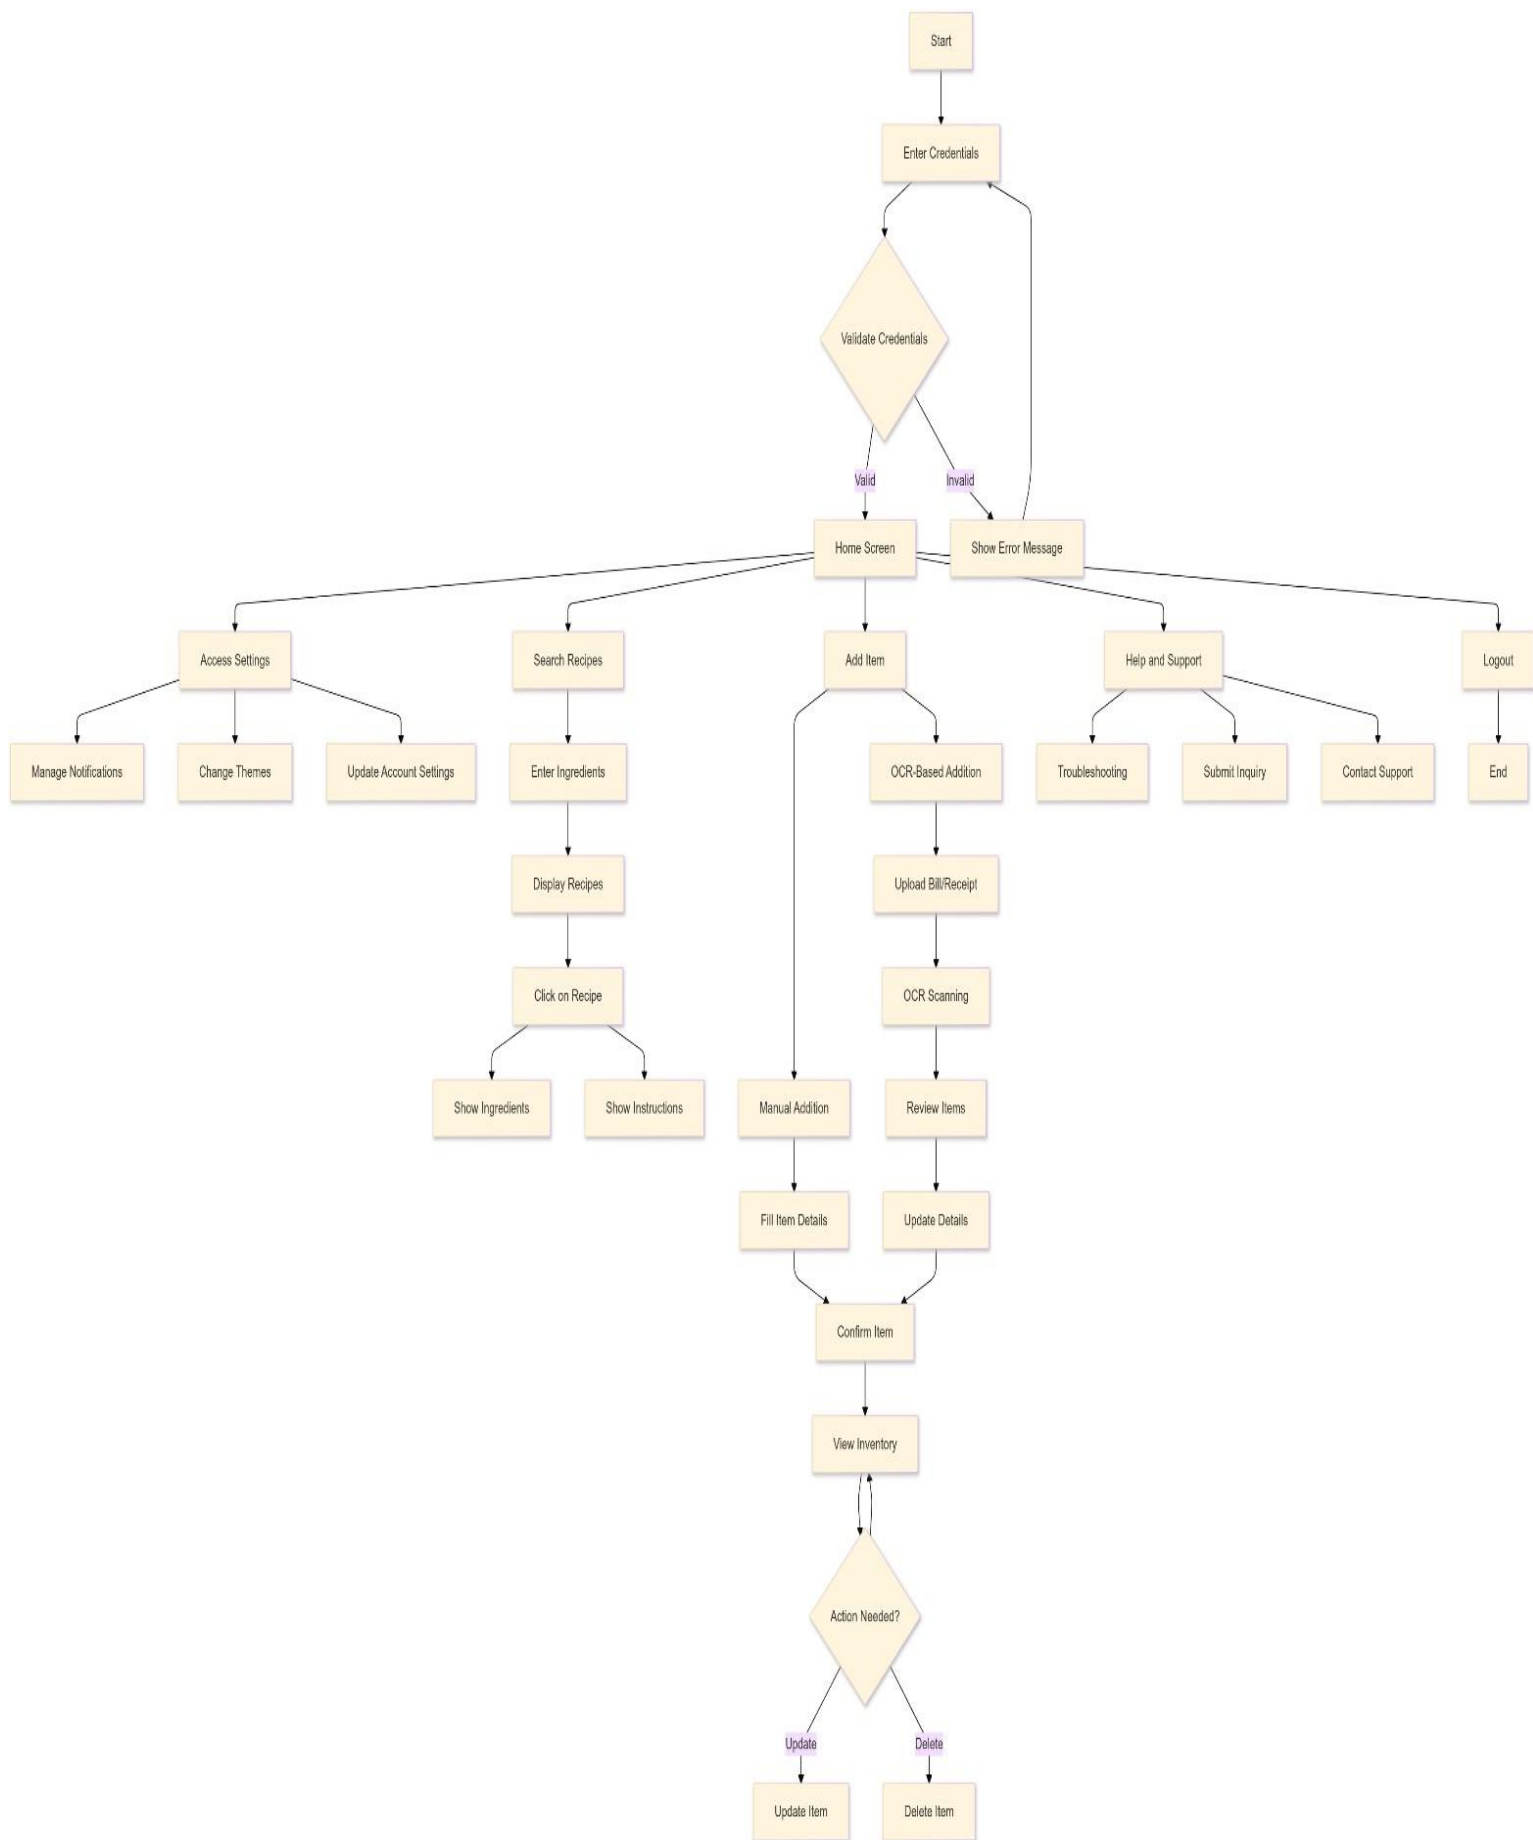 Start
Enter Credentials
Validate Credentials
Valid
Invalid
Home Screen
Show Error Message
Access Settings
Search Recipes
Add Item
Help and Support
Logout
Manage Notifications
Change Themes
Update Account Settings
Enter Ingredients
OCR-Based Addition
Troubleshooting
Submit Inquiry
Contact Support
End
Display Recipes
Upload Bill/Receipt
Click on Recipe
OCR Scanning
Show Ingredients
Show Instructions
Manual Addition
Review Items
Fill Item Details
Update Details
Confirm Item
View Inventory
Action Needed?
Update
Delete
Update Item
Delete Item